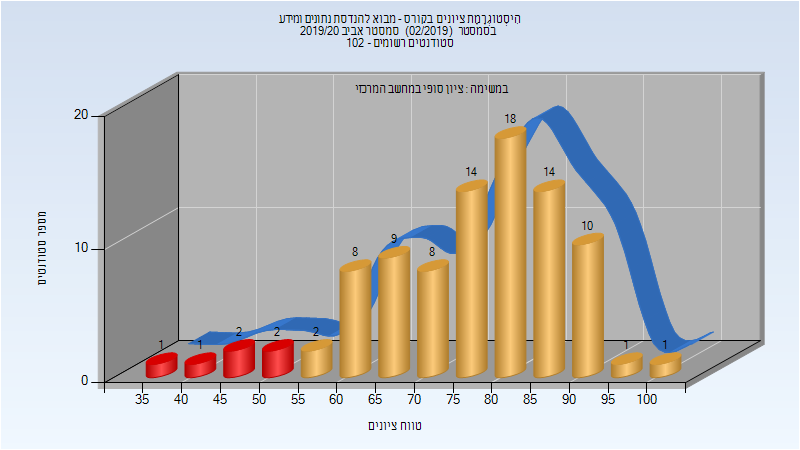 היסטוגרמת ציונים בקורס - מבוא להנדסת נתונים ומידע
בסמסטר (02/2019) סמסטר אביב 2019/20
סטודנטים רשומים - 102
במשימה : ציון סופי במחשב המרכזי
20
10
0
מספר סטודנטים
1
1
2
2
2
8
9
8
14
18
14
10
1
1
35 40 45 50 55 60 65 70 75 80 85 90 95 100
טווח ציונים